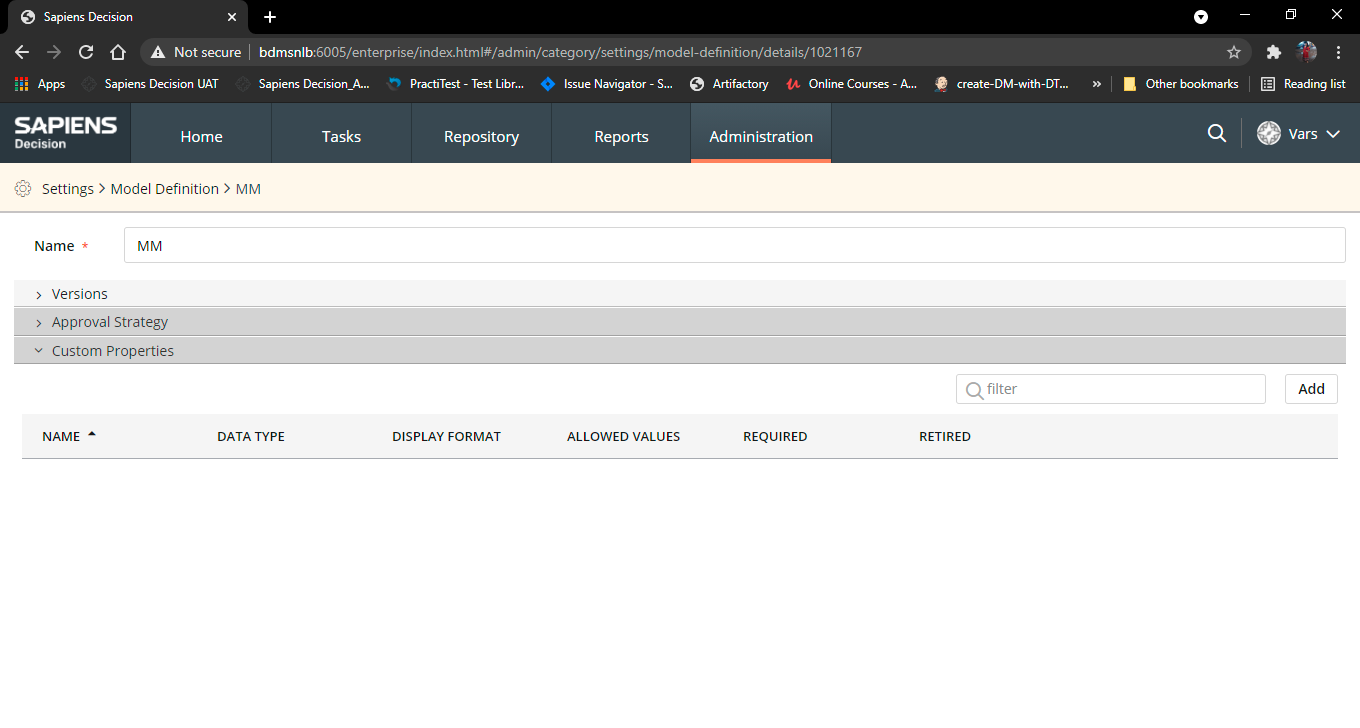 Sapiens Decision
Not secure bdmsnlb:6005/enterprise/index.html#/admin/category/settings/model-definition/details/1021167
Apps Sapiens Decision UAT Sapiens Decision_A... PractiTest - Test Libr... Issue Navigator - S... Artifactory Online Courses - A... create-DM-with-DT... » Other bookmarks Reading list
SAPIENS
Decision
Home Tasks Repository Reports Administration Vars
Settings > Model Definition > MM
Name * MM
Versions
Approval Strategy
Custom Properties
filter Add
NAME DATA TYPE DISPLAY FORMAT ALLOWED VALUES REQUIRED RETIRED